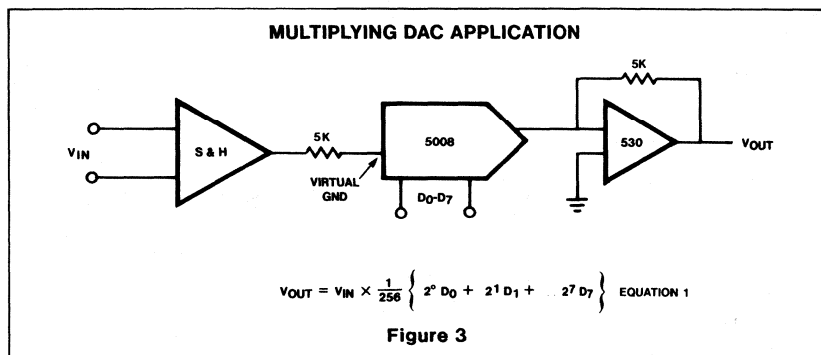 MULTIPLYING DAC APPLICATION
5K
S & H
5K
5008
530
VIN
VOUT
VIRTUAL
GND
D0-D7
VOUT = VIN × 1/256 { 2⁰ D0 + 2¹ D1 + .. 2⁷ D7 } EQUATION 1
Figure 3